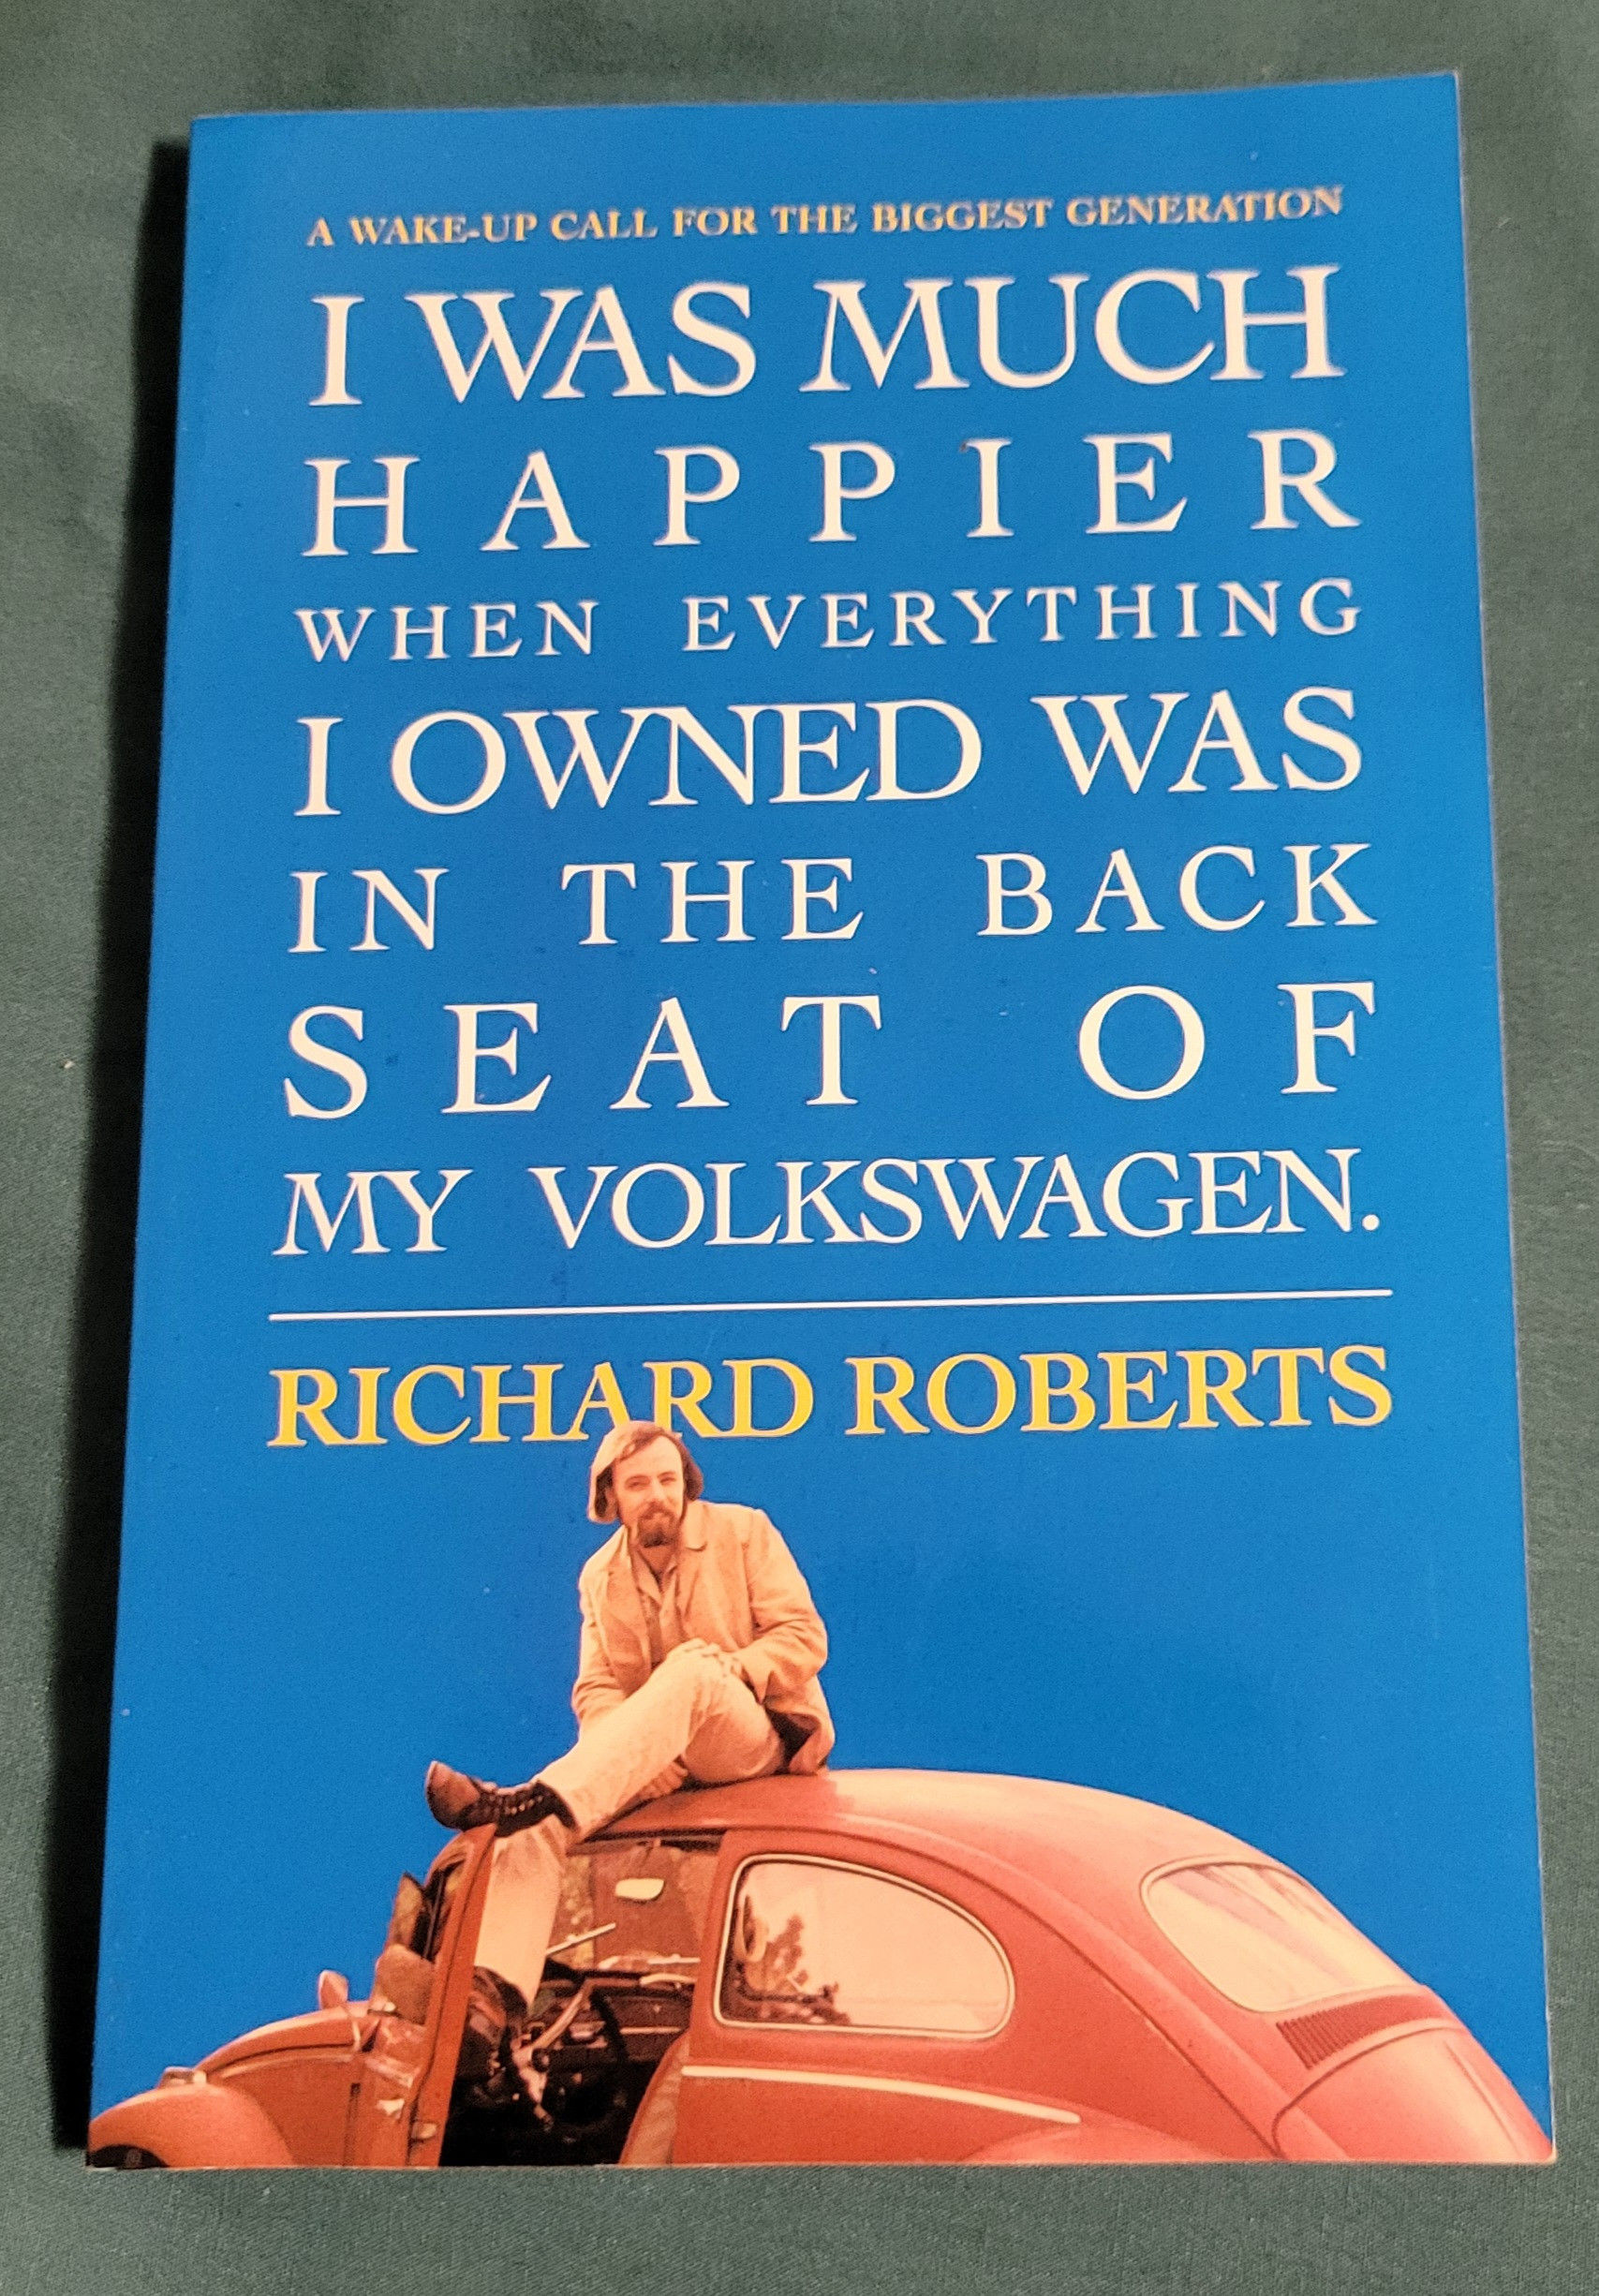 A WAKE-UP CALL FOR THE BIGGEST GENERATION
I WAS MUCH
HAPPIER
WHEN EVERYTHING
I OWNED WAS
IN THE BACK
SEAT OF
MY VOLKSWAGEN.
RICHARD ROBERTS